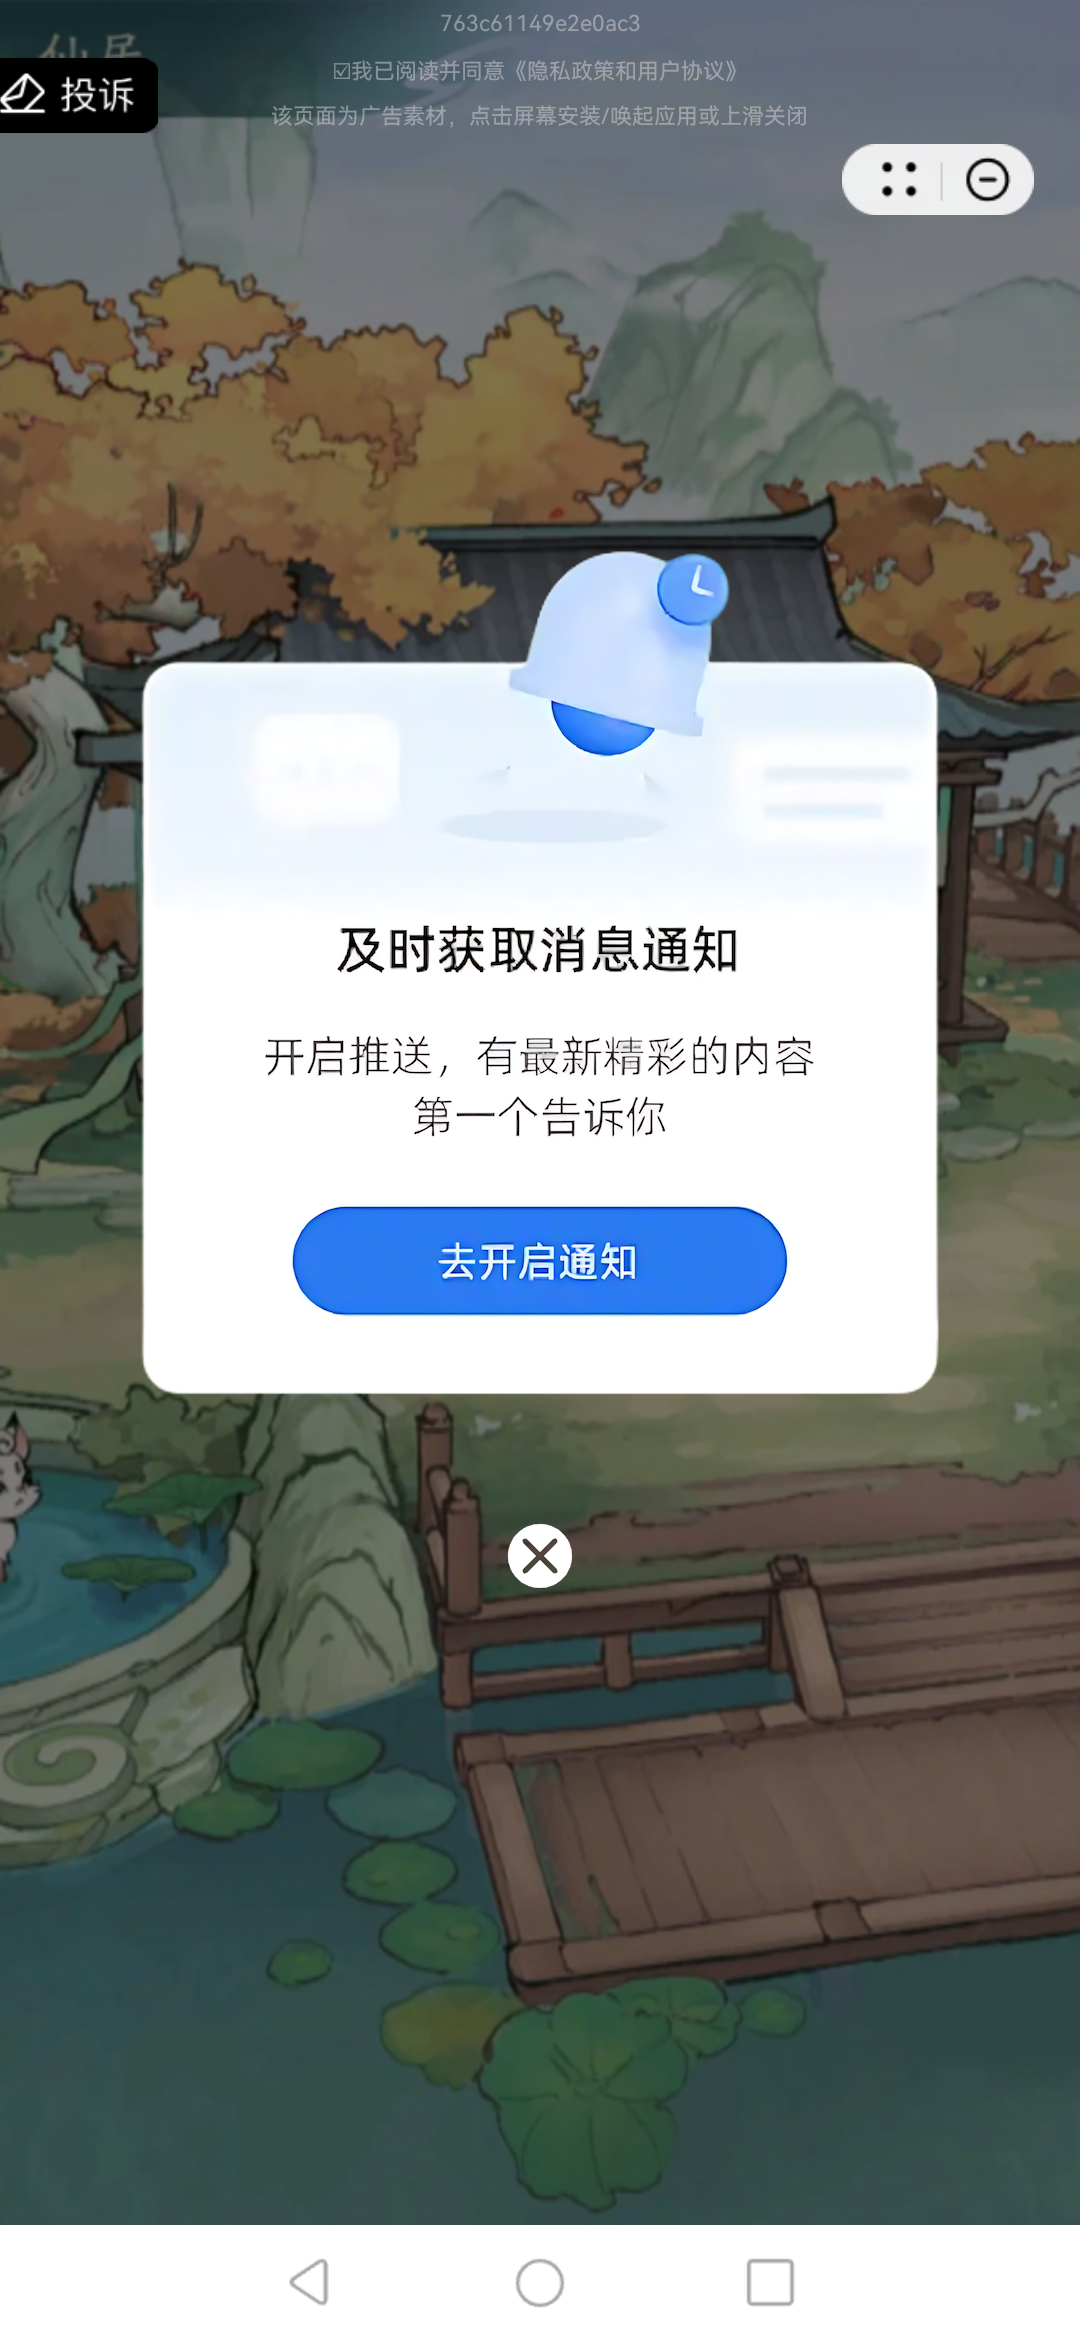 763c61149e2e0ac3
仙居
☑我已阅读并同意《隐私政策和用户协议》
投诉
该页面为广告素材，点击屏幕安装/唤起应用或上滑关闭
及时获取消息通知
开启推送，有最新精彩的内容
第一个告诉你
去开启通知